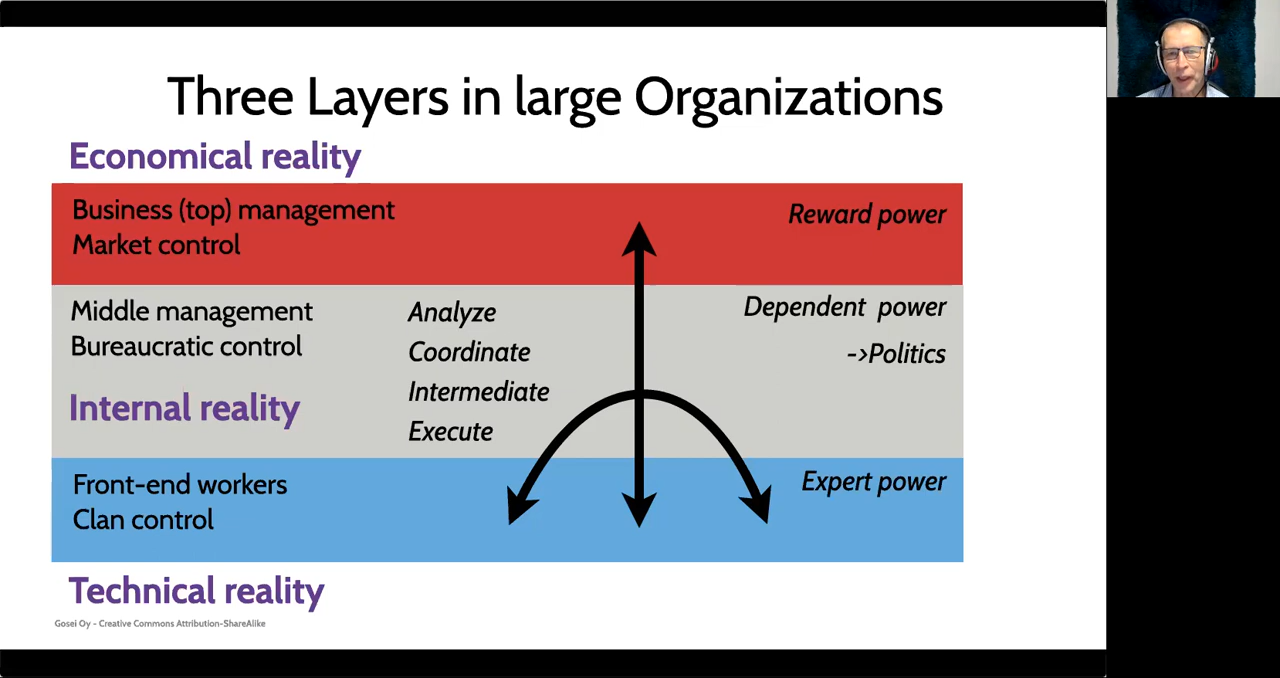 Three Layers in large Organizations
Economical reality
Business (top) management
Market control
Reward power
Middle management
Bureaucratic control
Internal reality
Analyze
Coordinate
Intermediate
Execute
Dependent power
->Politics
Front-end workers
Clan control
Expert power
Technical reality
Gosei Oy - Creative Commons Attribution-ShareAlike